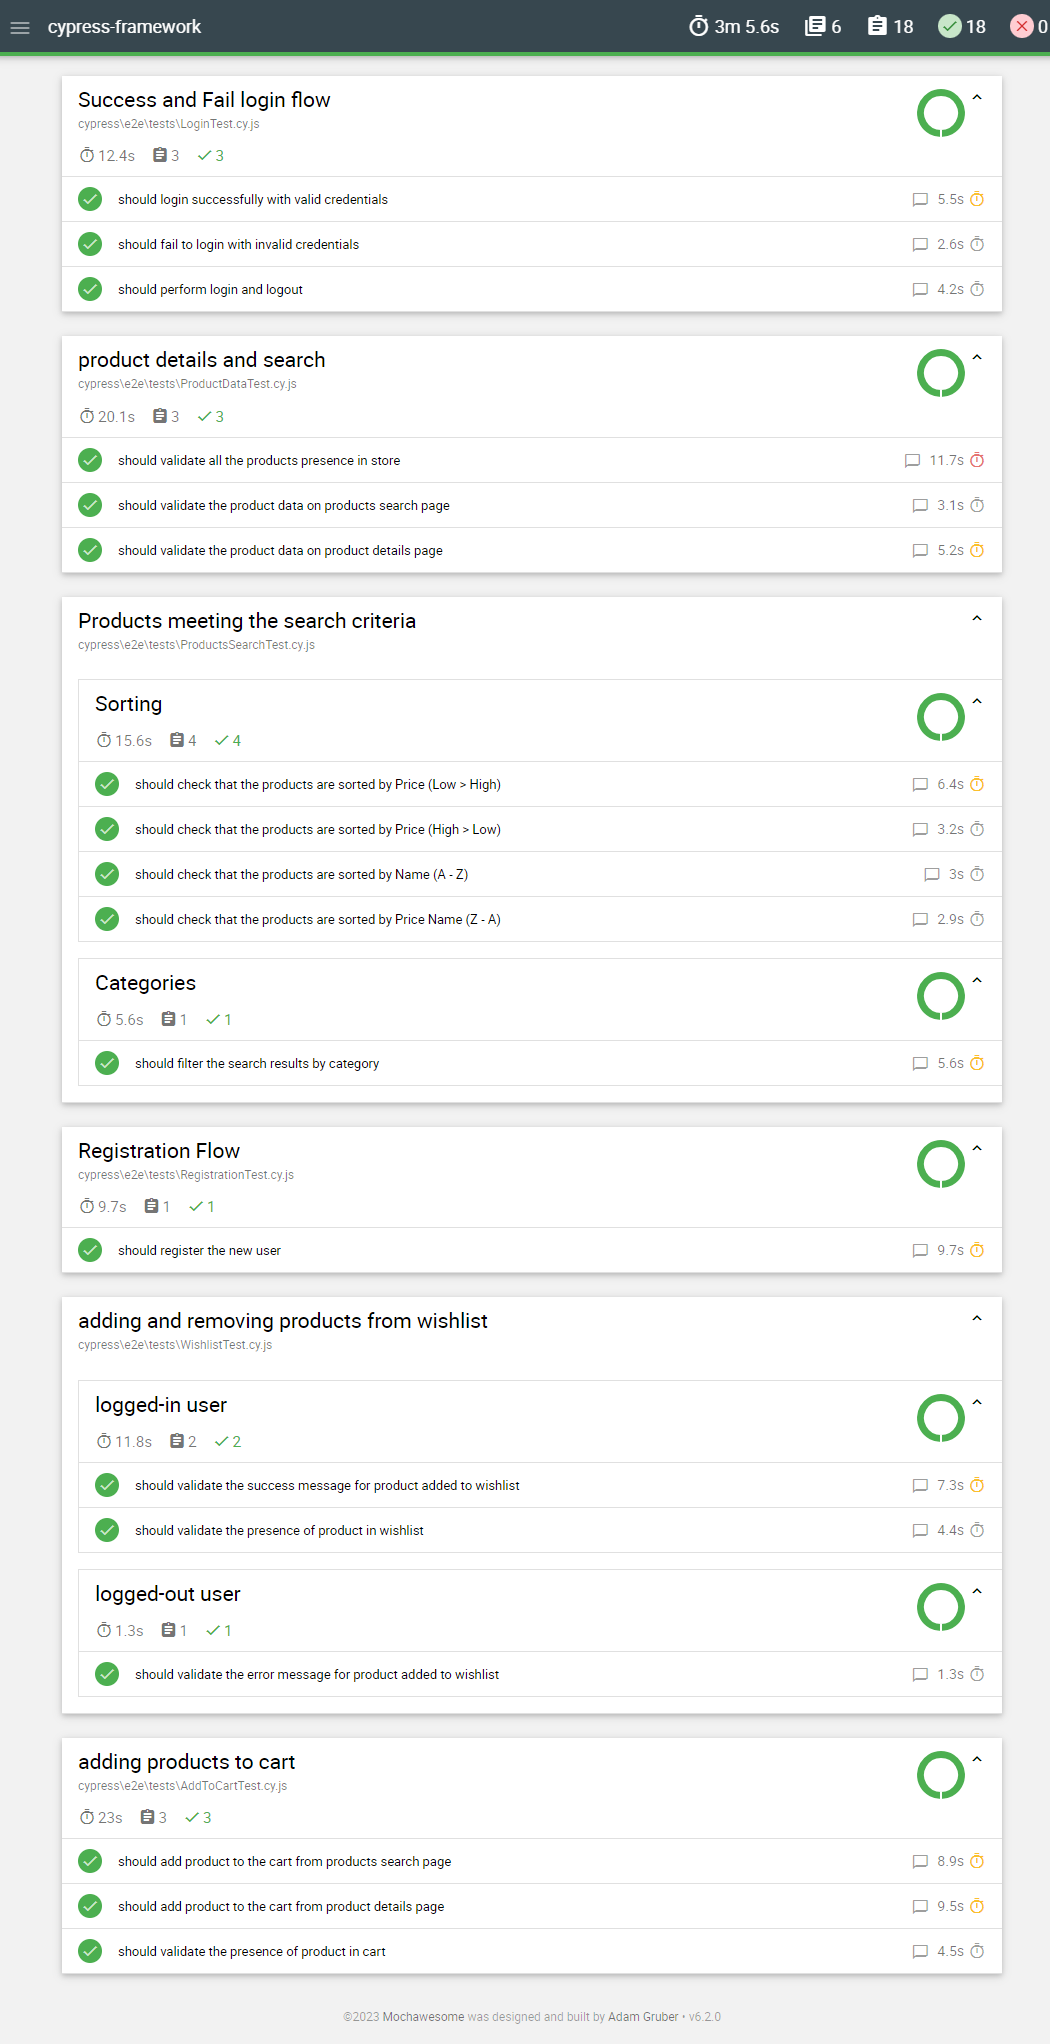 cypress-framework 3m 5.6s 6 18 18 0
Success and Fail login flow
cypress\e2e\tests\LoginTest.cy.js
12.4s 3 3
should login successfully with valid credentials 5.5s
should fail to login with invalid credentials 2.6s
should perform login and logout 4.2s
product details and search
cypress\e2e\tests\ProductDataTest.cy.js
20.1s 3 3
should validate all the products presence in store 11.7s
should validate the product data on products search page 3.1s
should validate the product data on product details page 5.2s
Products meeting the search criteria
cypress\e2e\tests\ProductsSearchTest.cy.js
Sorting
15.6s 4 4
should check that the products are sorted by Price (Low > High) 6.4s
should check that the products are sorted by Price (High > Low) 3.2s
should check that the products are sorted by Name (A - Z) 3s
should check that the products are sorted by Price Name (Z - A) 2.9s
Categories
5.6s 1 1
should filter the search results by category 5.6s
Registration Flow
cypress\e2e\tests\RegistrationTest.cy.js
9.7s 1 1
should register the new user 9.7s
adding and removing products from wishlist
cypress\e2e\tests\WishlistTest.cy.js
logged-in user
11.8s 2 2
should validate the success message for product added to wishlist 7.3s
should validate the presence of product in wishlist 4.4s
logged-out user
1.3s 1 1
should validate the error message for product added to wishlist 1.3s
adding products to cart
cypress\e2e\tests\AddToCartTest.cy.js
23s 3 3
should add product to the cart from products search page 8.9s
should add product to the cart from product details page 9.5s
should validate the presence of product in cart 4.5s
©2023 Mochawesome was designed and built by Adam Gruber • v6.2.0